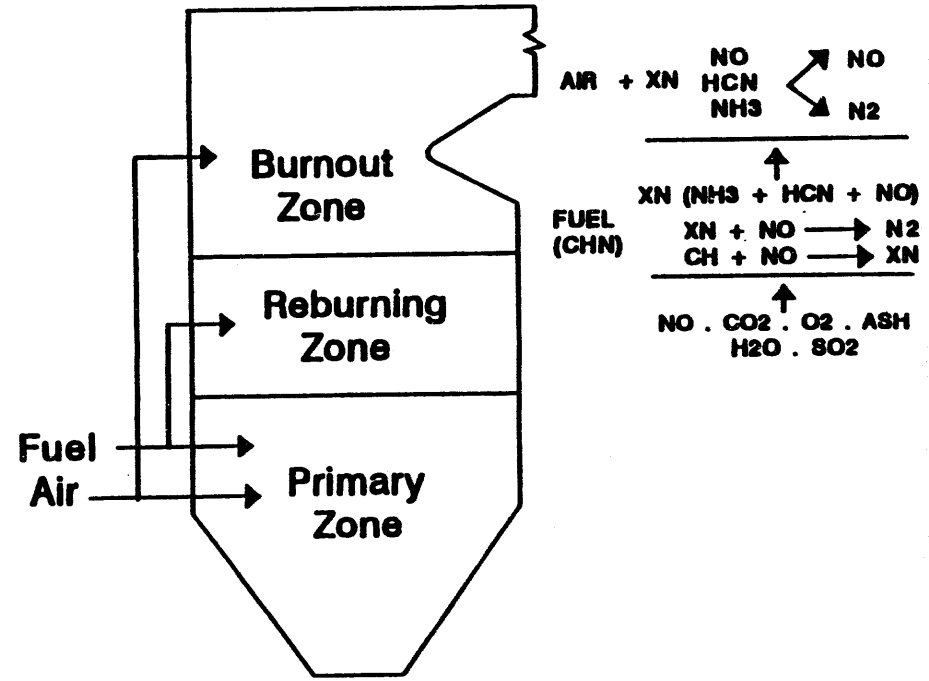 Burnout
Zone
Reburning
Zone
Fuel
Air
Primary
Zone
AIR + XN
NO
HCN
NH3
NO
N2
FUEL
(CHN)
XN (NH3 + HCN + NO)
XN + NO N2
CH + NO XN
NO . CO2 . O2 . ASH
H2O . SO2